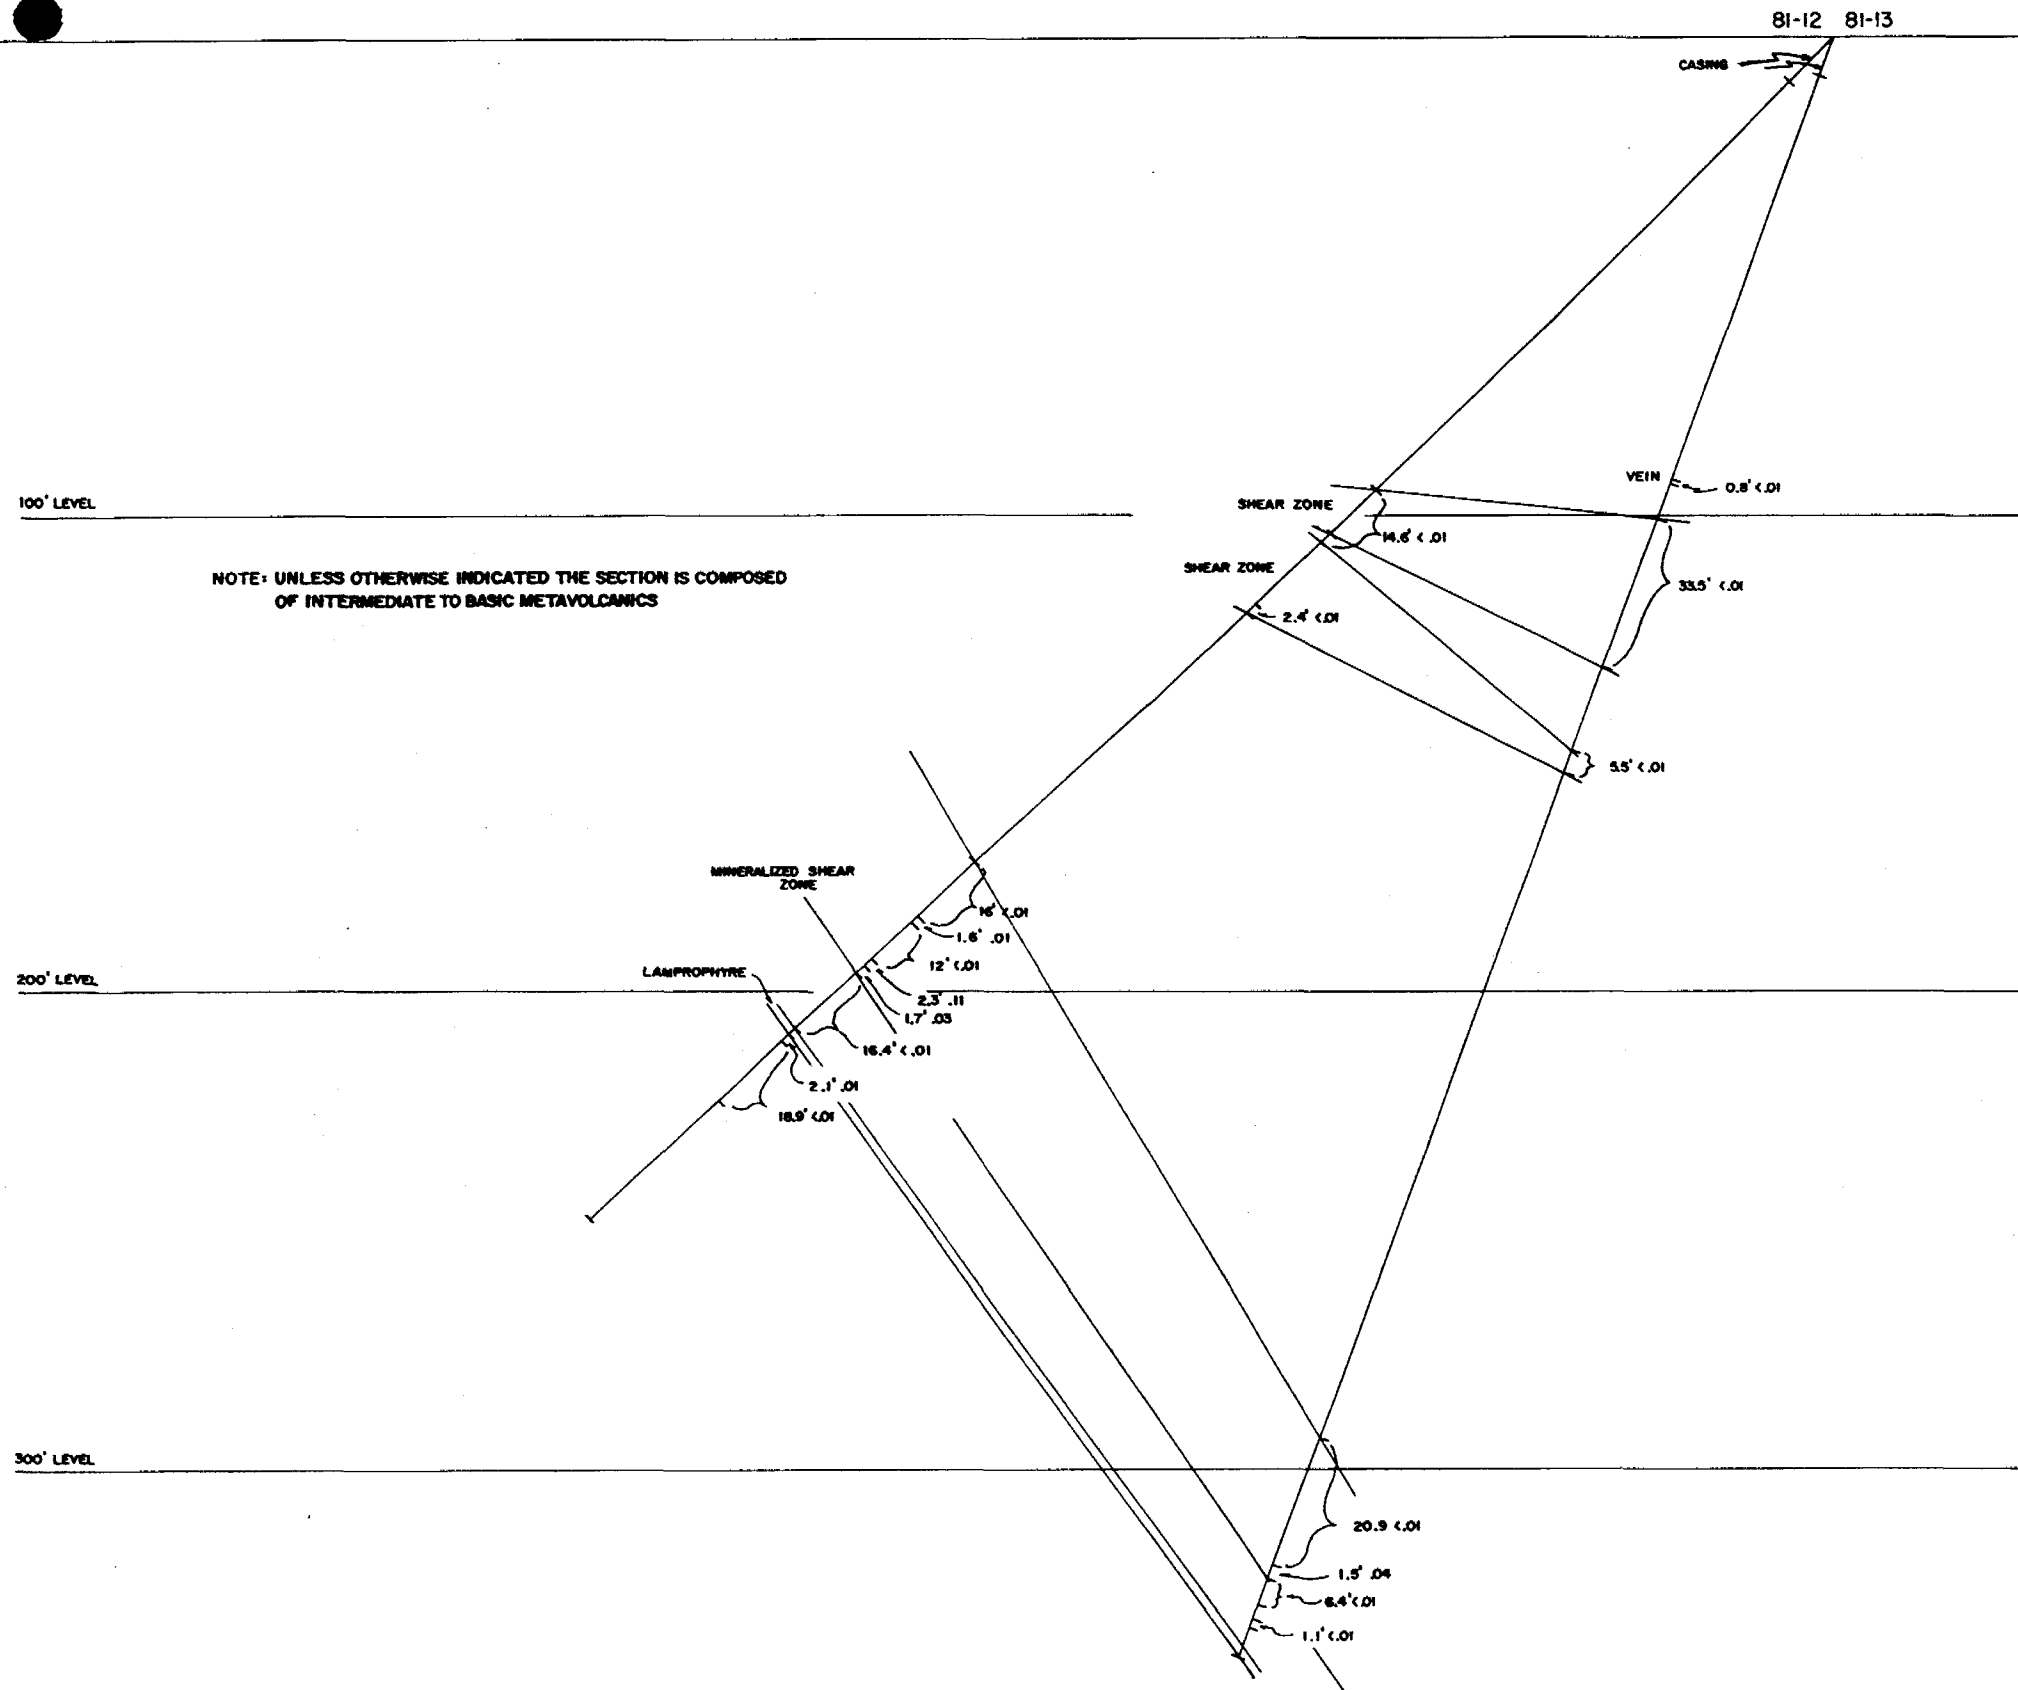 81-12 81-13
CASING
VEIN
0.8' <.01
100' LEVEL
SHEAR ZONE
14.6' <.01
SHEAR ZONE
33.5' <.01
NOTE: UNLESS OTHERWISE INDICATED THE SECTION IS COMPOSED
OF INTERMEDIATE TO BASIC METAVOLCANICS
2.4' <.01
5.5' <.01
MINERALIZED SHEAR
ZONE
16' <.01
1.6' .01
12' <.01
LAMPROPHYRE
200' LEVEL
2.3' .11
1.7' .03
16.4' <.01
2.1' .01
18.9' <.01
300' LEVEL
20.9 <.01
1.5' .04
6.4' <.01
1.1' <.01